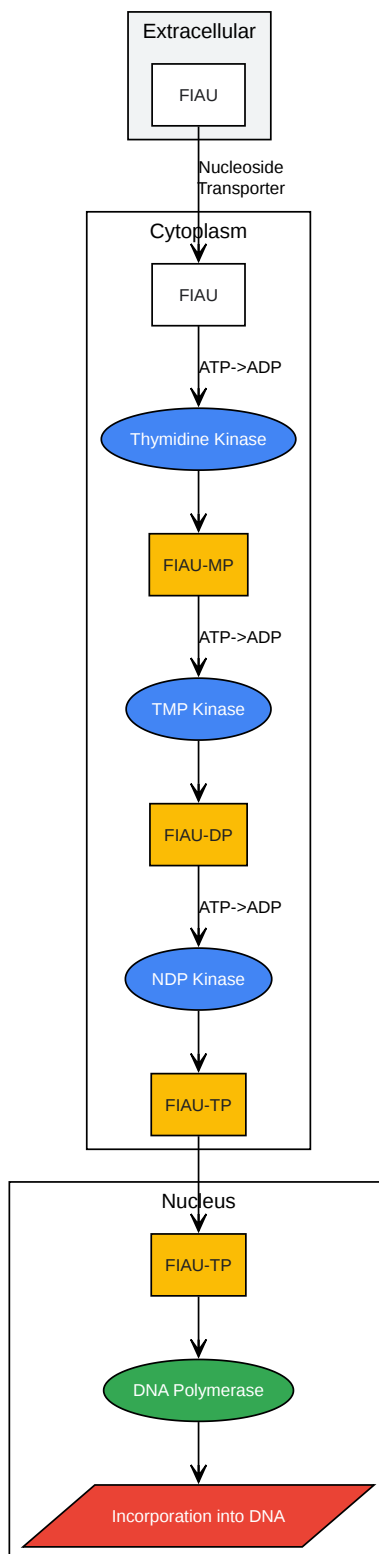 Extracellular
FIAU
Nucleoside
Transporter
Cytoplasm
FIAU
ATP->ADP
Thymidine Kinase
FIAU-MP
ATP->ADP
TMP Kinase
FIAU-DP
ATP->ADP
NDP Kinase
FIAU-TP
Nucleus
FIAU-TP
DNA Polymerase
Incorporation into DNA